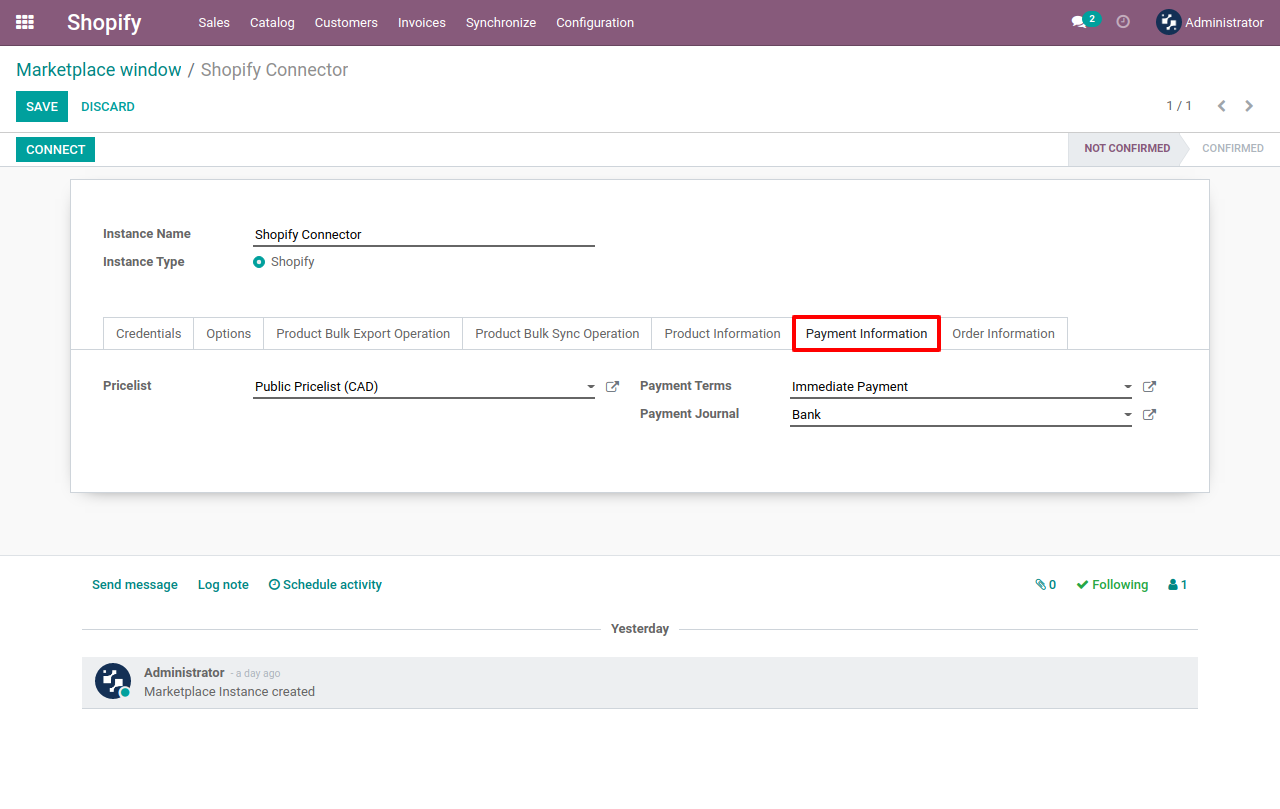 Shopify Sales Catalog Customers Invoices Synchronize Configuration 2 Administrator
Marketplace window / Shopify Connector
SAVE DISCARD 1 / 1
CONNECT NOT CONFIRMED CONFIRMED
Instance Name Shopify Connector
Instance Type Shopify
Credentials Options Product Bulk Export Operation Product Bulk Sync Operation Product Information Payment Information Order Information
Pricelist Public Pricelist (CAD) Payment Terms Immediate Payment
Payment Journal Bank
Send message Log note Schedule activity 0 Following 1
Yesterday
Administrator - a day ago
Marketplace Instance created